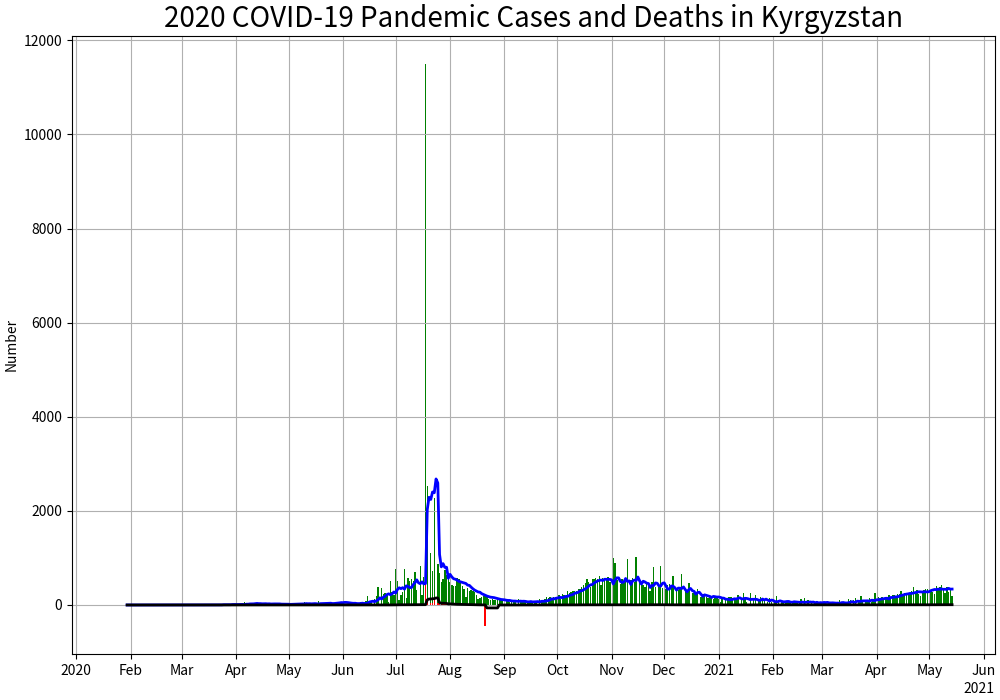 2020 COVID-19 Pandemic Cases and Deaths in Kyrgyzstan
12000
10000
8000
6000
4000
2000
0
Number
2020 Feb Mar Apr May Jun Jul Aug Sep Oct Nov Dec 2021 Feb Mar Apr May Jun
2021